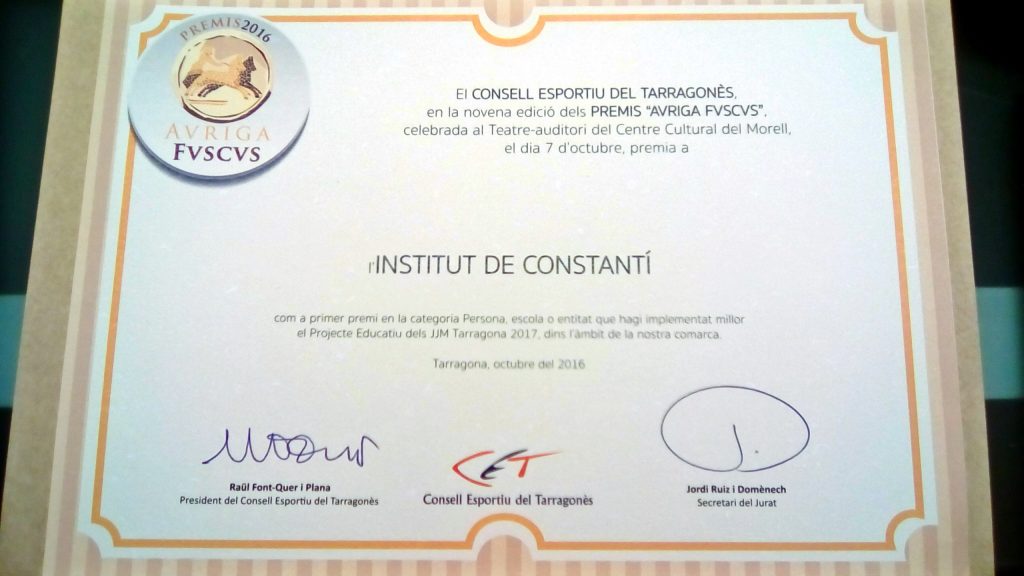 PREMIS 2016
AVRIGA
FVSCVS
El CONSELL ESPORTIU DEL TARRAGONÈS,
en la novena edició dels PREMIS "AVRIGA FVSCVS",
celebrada al Teatre-auditori del Centre Cultural del Morell,
el dia 7 d'octubre, premia a
l'INSTITUT DE CONSTANTÍ
com a primer premi en la categoria Persona, escola o entitat que hagi implementat millor
el Projecte Educatiu dels JJM Tarragona 2017, dins l'àmbit de la nostra comarca.
Tarragona, octubre del 2016
CET
Raül Font-Quer i Plana
President del Consell Esportiu del Tarragonès
Consell Esportiu del Tarragonès
Jordi Ruiz i Domènech
Secretari del Jurat